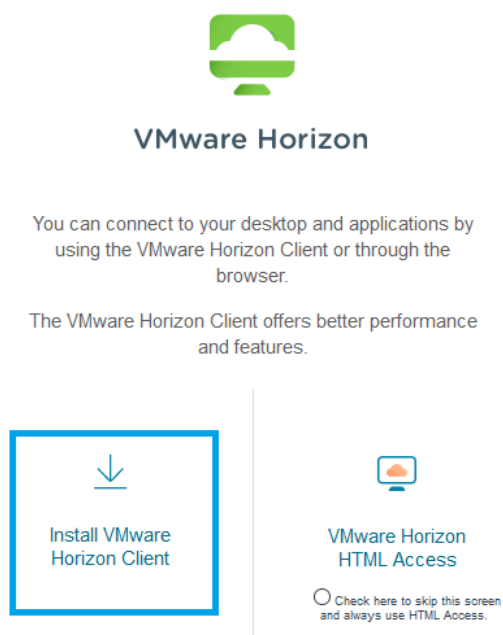 VMware Horizon
You can connect to your desktop and applications by
using the VMware Horizon Client or through the
browser.
The VMware Horizon Client offers better performance
and features.
Install VMware
Horizon Client
VMware Horizon
HTML Access
Check here to skip this screen
and always use HTML Access.